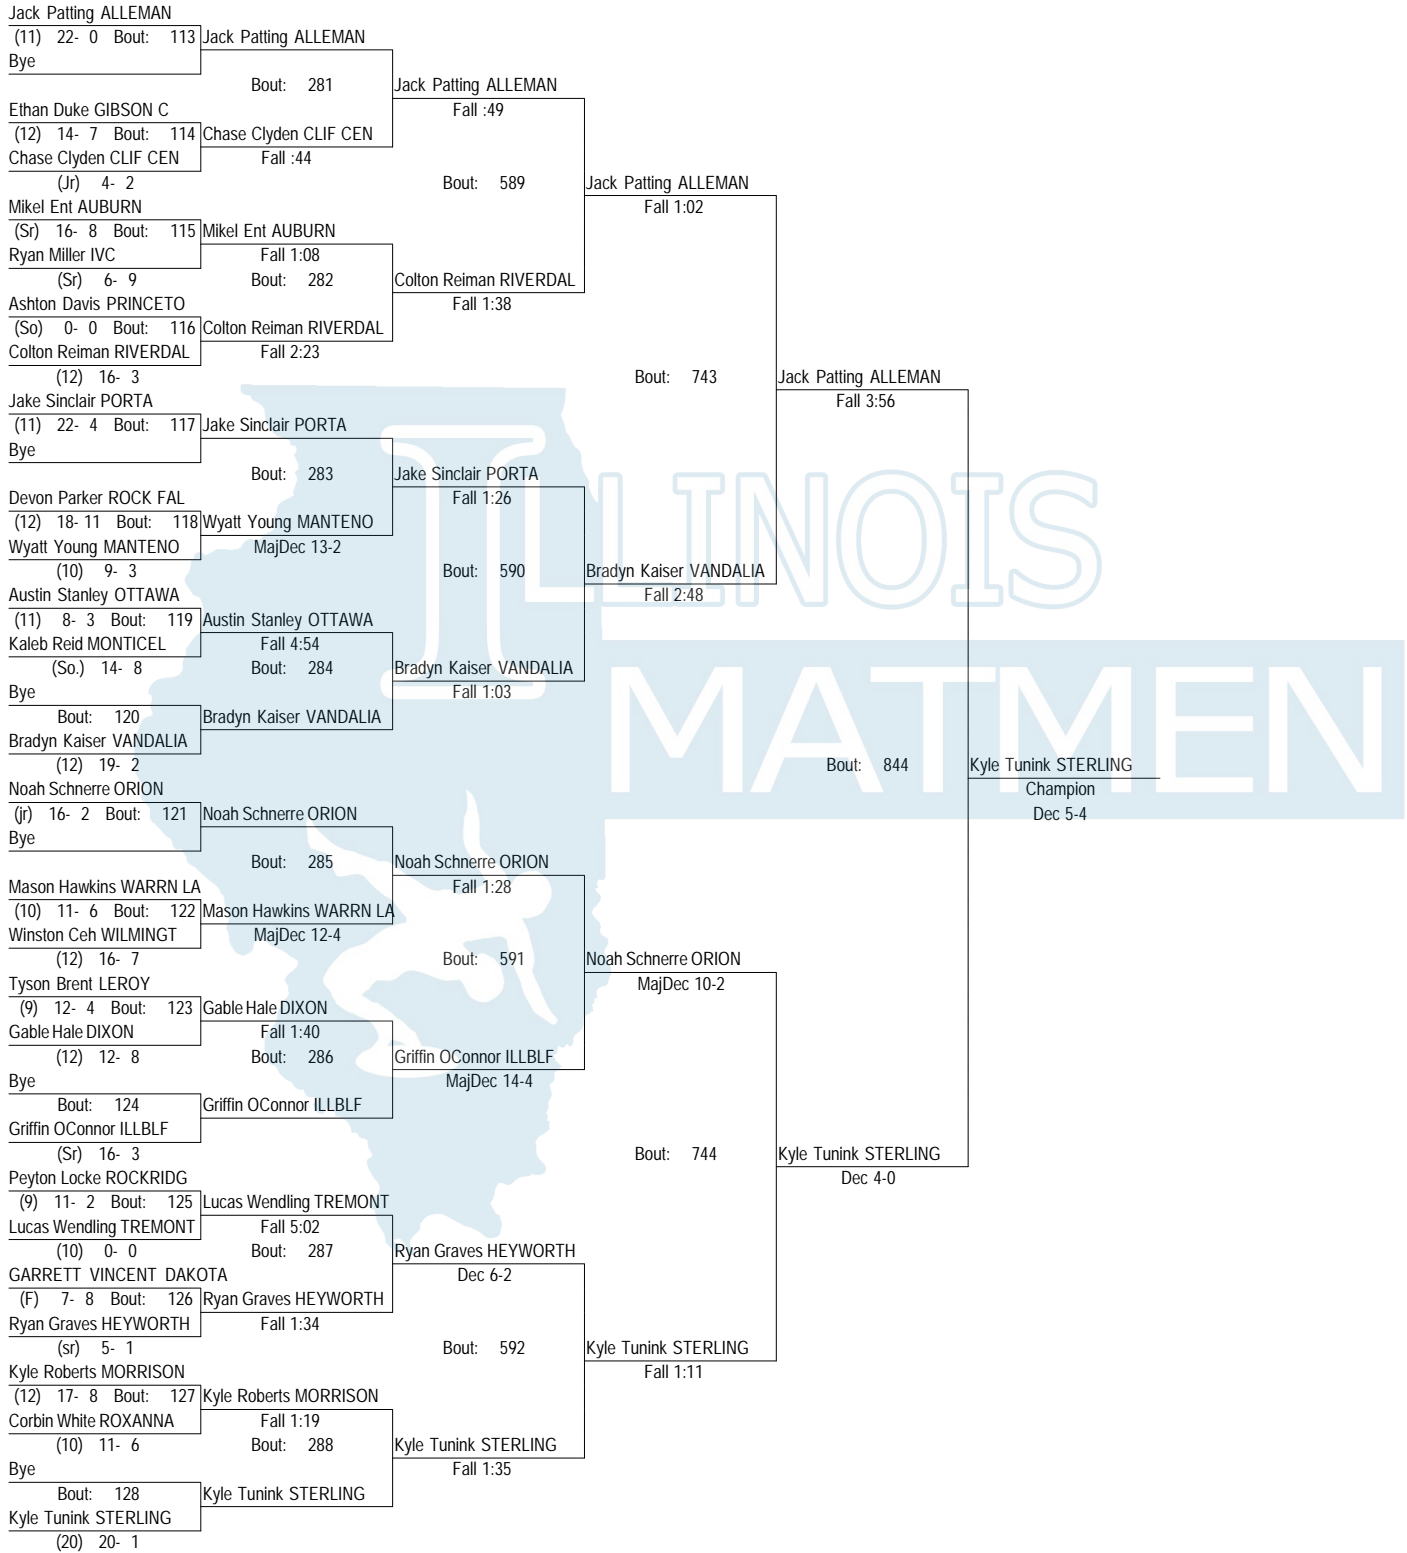 Jack Patting ALLEMAN
(11) 22- 0 Bout: 113 Jack Patting ALLEMAN
Bye
Bout: 281 Jack Patting ALLEMAN
Ethan Duke GIBSON C Fall :49
(12) 14- 7 Bout: 114 Chase Clyden CLIF CEN
Chase Clyden CLIF CEN Fall :44
(Jr) 4- 2 Bout: 589 Jack Patting ALLEMAN
Mikel Ent AUBURN Fall 1:02
(Sr) 16- 8 Bout: 115 Mikel Ent AUBURN
Ryan Miller IVC Fall 1:08
(Sr) 6- 9 Bout: 282 Colton Reiman RIVERDAL
Ashton Davis PRINCETO Fall 1:38
(So) 0- 0 Bout: 116 Colton Reiman RIVERDAL
Colton Reiman RIVERDAL Fall 2:23
(12) 16- 3 Bout: 743 Jack Patting ALLEMAN
Jake Sinclair PORTA Fall 3:56
(11) 22- 4 Bout: 117 Jake Sinclair PORTA
Bye
Bout: 283 Jake Sinclair PORTA
Devon Parker ROCK FAL Fall 1:26
(12) 18- 11 Bout: 118 Wyatt Young MANTENO
Wyatt Young MANTENO MajDec 13-2
(10) 9- 3 Bout: 590 Bradyn Kaiser VANDALIA
Austin Stanley OTTAWA Fall 2:48
(11) 8- 3 Bout: 119 Austin Stanley OTTAWA
Kaleb Reid MONTICEL Fall 4:54
(So.) 14- 8 Bout: 284 Bradyn Kaiser VANDALIA
Bye Fall 1:03
Bout: 120 Bradyn Kaiser VANDALIA
Bradyn Kaiser VANDALIA
(12) 19- 2 Bout: 844 Kyle Tunink STERLING
Noah Schnerre ORION Champion
(jr) 16- 2 Bout: 121 Noah Schnerre ORION Dec 5-4
Bye
Bout: 285 Noah Schnerre ORION
Mason Hawkins WARRN LA Fall 1:28
(10) 11- 6 Bout: 122 Mason Hawkins WARRN LA
Winston Ceh WILMINGT MajDec 12-4
(12) 16- 7 Bout: 591 Noah Schnerre ORION
Tyson Brent LEROY MajDec 10-2
(9) 12- 4 Bout: 123 Gable Hale DIXON
Gable Hale DIXON Fall 1:40
(12) 12- 8 Bout: 286 Griffin OConnor ILLBLF
Bye MajDec 14-4
Bout: 124 Griffin OConnor ILLBLF
Griffin OConnor ILLBLF
(Sr) 16- 3 Bout: 744 Kyle Tunink STERLING
Peyton Locke ROCKRIDG Dec 4-0
(9) 11- 2 Bout: 125 Lucas Wendling TREMONT
Lucas Wendling TREMONT Fall 5:02
(10) 0- 0 Bout: 287 Ryan Graves HEYWORTH
GARRETT VINCENT DAKOTA Dec 6-2
(F) 7- 8 Bout: 126 Ryan Graves HEYWORTH
Ryan Graves HEYWORTH Fall 1:34
(sr) 5- 1 Bout: 592 Kyle Tunink STERLING
Kyle Roberts MORRISON Fall 1:11
(12) 17- 8 Bout: 127 Kyle Roberts MORRISON
Corbin White ROXANNA Fall 1:19
(10) 11- 6 Bout: 288 Kyle Tunink STERLING
Bye Fall 1:35
Bout: 128 Kyle Tunink STERLING
Kyle Tunink STERLING
(20) 20- 1
ILLINOIS
MATMEN